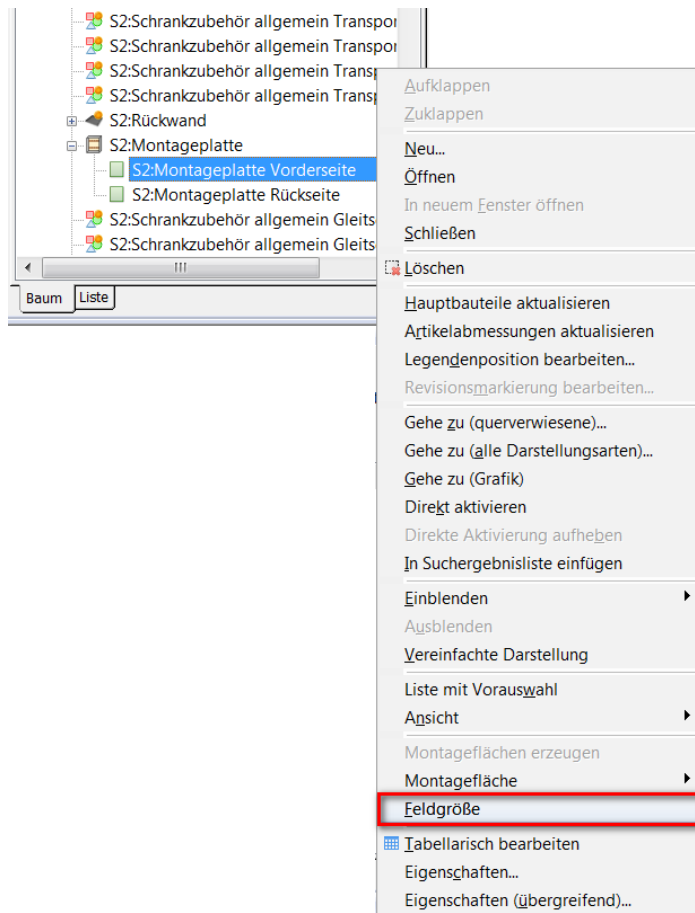 S2:Schrankzubehör allgemein Transpor
S2:Schrankzubehör allgemein Transpor
S2:Schrankzubehör allgemein Transp
S2:Schrankzubehör allgemein Transp
S2:Rückwand
S2:Montageplatte
S2:Montageplatte Vorderseite
S2:Montageplatte Rückseite
S2:Schrankzubehör allgemein Gleits
S2:Schrankzubehör allgemein Gleits
Baum Liste
Aufklappen
Zuklappen
Neu...
Öffnen
In neuem Fenster öffnen
Schließen
Löschen
Hauptbauteile aktualisieren
Artikelabmessungen aktualisieren
Legendenposition bearbeiten...
Revisionsmarkierung bearbeiten...
Gehe zu (querverwiesene)...
Gehe zu (alle Darstellungsarten)...
Gehe zu (Grafik)
Direkt aktivieren
Direkte Aktivierung aufheben
In Suchergebnisliste einfügen
Einblenden
Ausblenden
Vereinfachte Darstellung
Liste mit Vorauswahl
Ansicht
Montageflächen erzeugen
Montagefläche
Feldgröße
Tabellarisch bearbeiten
Eigenschaften...
Eigenschaften (übergreifend)...